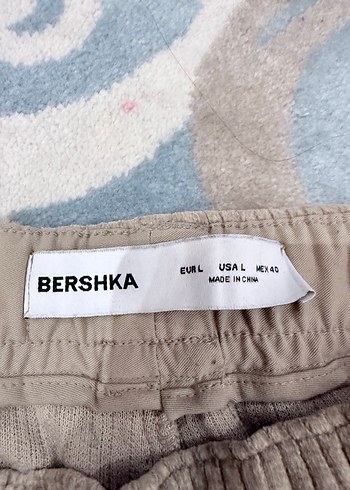 BERSHKA
EUR L USA L MEX 40
MADE IN CHINA